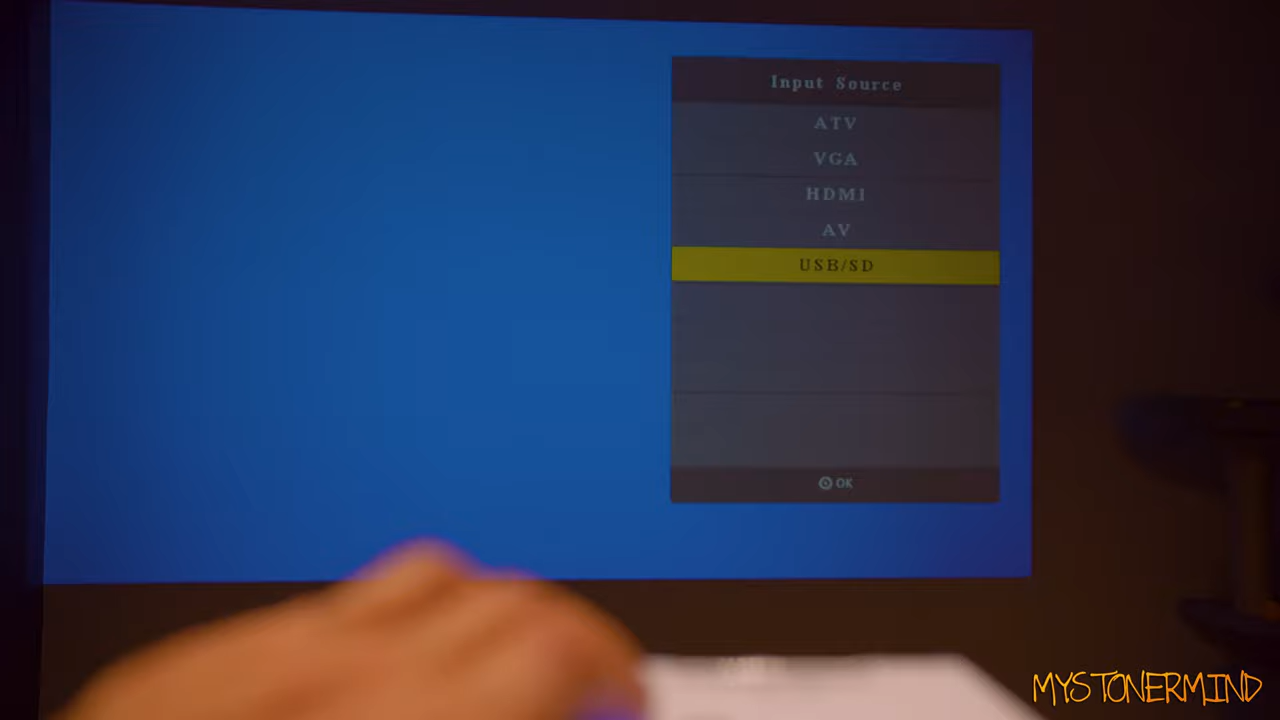 Input Source
ATV
VGA
HDMI
AV
USB/SD
OK
MYSTONERMIND